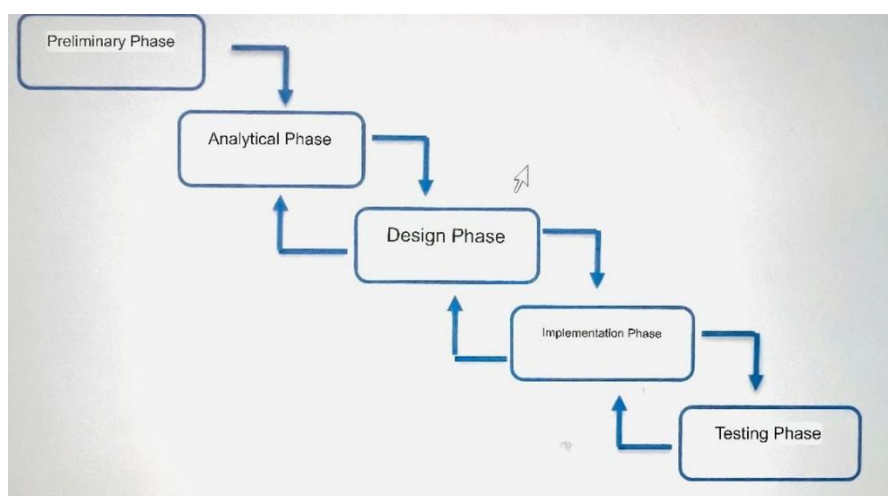 Preliminary Phase
Analytical Phase
Design Phase
Implementation Phase
Testing Phase